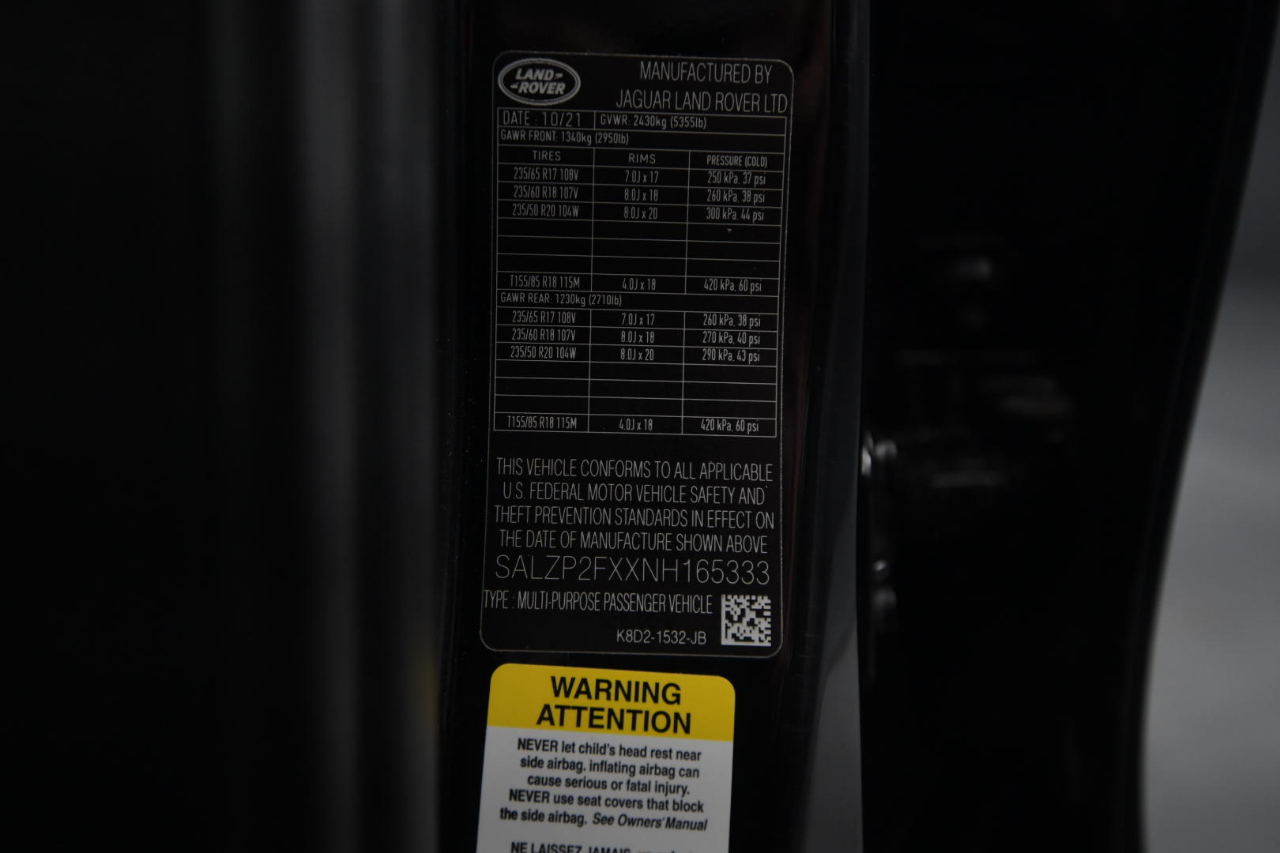 LAND ROVER
MANUFACTURED BY
JAGUAR LAND ROVER LTD
DATE : 10/21 GVWR: 2430kg (5355lb)
GAWR FRONT: 1340kg (2950lb)
TIRES RIMS PRESSURE (COLD)
235/65 R17 108V 7.0J x 17 250 kPa, 37 psi
235/60 R18 107V 8.0J x 18 260 kPa, 38 psi
235/50 R20 104W 8.0J x 20 300 kPa, 44 psi
T155/85 R18 115M 4.0J x 18 420 kPa, 60 psi
GAWR REAR: 1230kg (2710lb)
235/65 R17 108V 7.0J x 17 260 kPa, 38 psi
235/60 R18 107V 8.0J x 18 270 kPa, 40 psi
235/50 R20 104W 8.0J x 20 290 kPa, 43 psi
T155/85 R18 115M 4.0J x 18 420 kPa, 60 psi
THIS VEHICLE CONFORMS TO ALL APPLICABLE
U.S. FEDERAL MOTOR VEHICLE SAFETY AND
THEFT PREVENTION STANDARDS IN EFFECT ON
THE DATE OF MANUFACTURE SHOWN ABOVE
SALZP2FXXNH165333
TYPE : MULTI-PURPOSE PASSENGER VEHICLE
K8D2-1532-JB
WARNING
ATTENTION
NEVER let child's head rest near
side airbag. inflating airbag can
cause serious or fatal injury.
NEVER use seat covers that block
the side airbag. See Owners' Manual
NE LAISSEZ JAMAIS